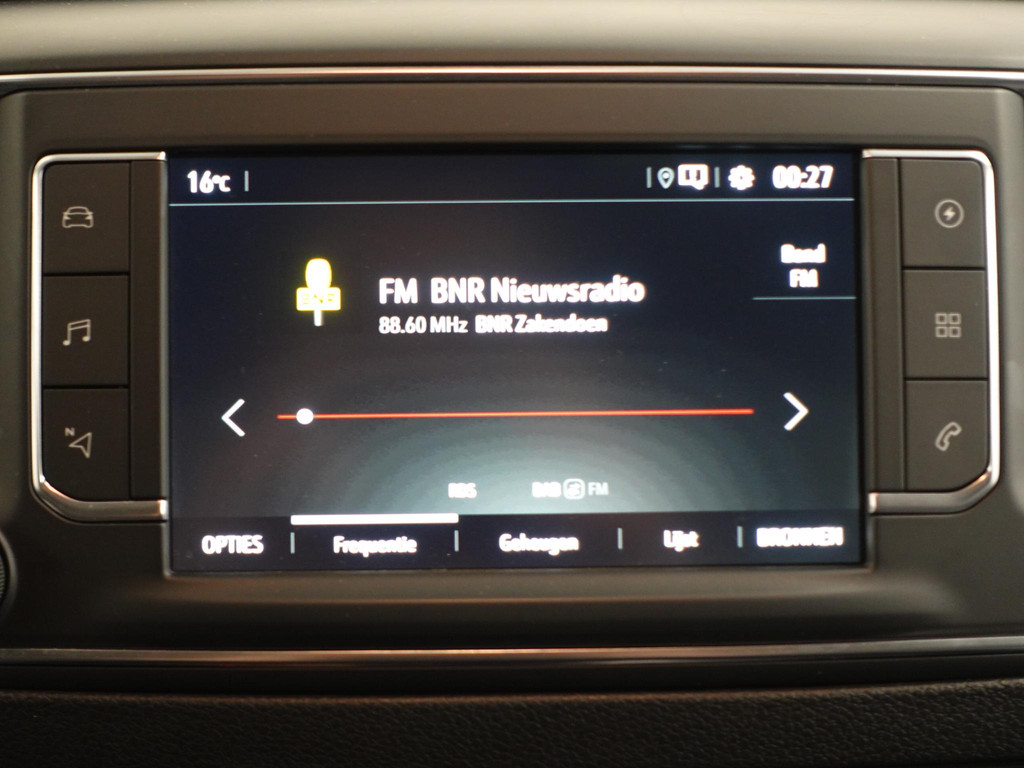 16°C
00:27
Band
FM
BNR
FM BNR Nieuwsradio
88.60 MHz BNR Zakendoen
N
RDS DAB FM
OPTIES Frequentie Geheugen Lijst BRONNEN